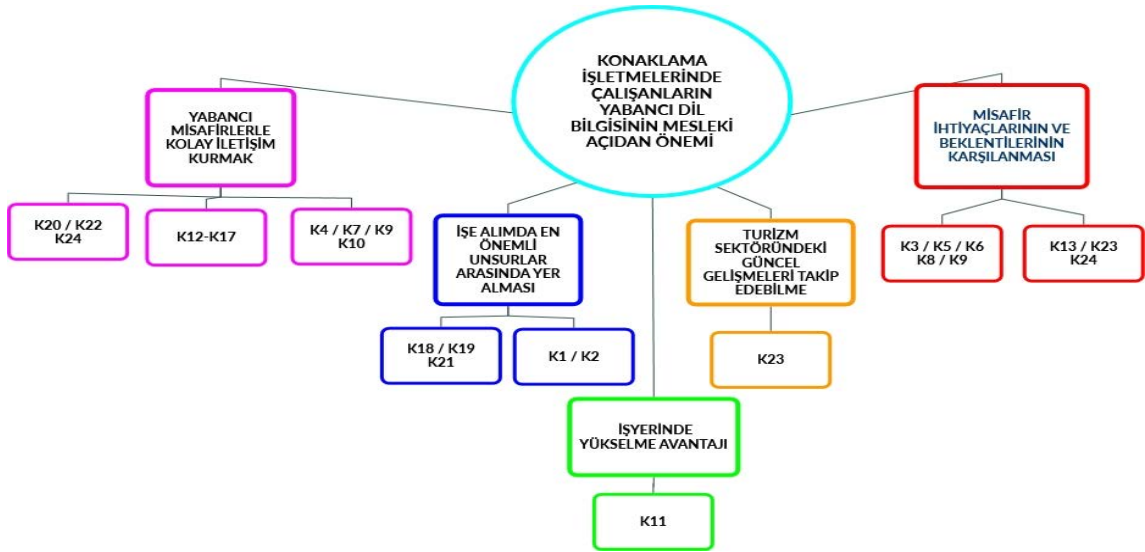 KONAKLAMA
İŞLETMELERİNDE
ÇALIŞANLARIN
YABANCI DİL
BİLGİSİNİN MESLEKİ
AÇIDAN ÖNEMİ
YABANCI
MİSAFİRLERLE
KOLAY İLETİŞİM
KURMAK
K20 / K22
K24
K12-K17
K4 / K7 / K9
K10
İŞE ALIMDA EN
ÖNEMLİ
UNSURLAR
ARASINDA YER
ALMASI
K18 / K19
K21
K1 / K2
İŞYERİNDE
YÜKSELME AVANTAJI
K11
TURİZM
SEKTÖRÜNDEKİ
GÜNCEL
GELİŞMELERİ TAKİP
EDEBİLME
K23
MİSAFİR
İHTİYAÇLARININ VE
BEKLENTİLERİNİN
KARŞILANMASI
K3 / K5 / K6
K8 / K9
K13 / K23
K24